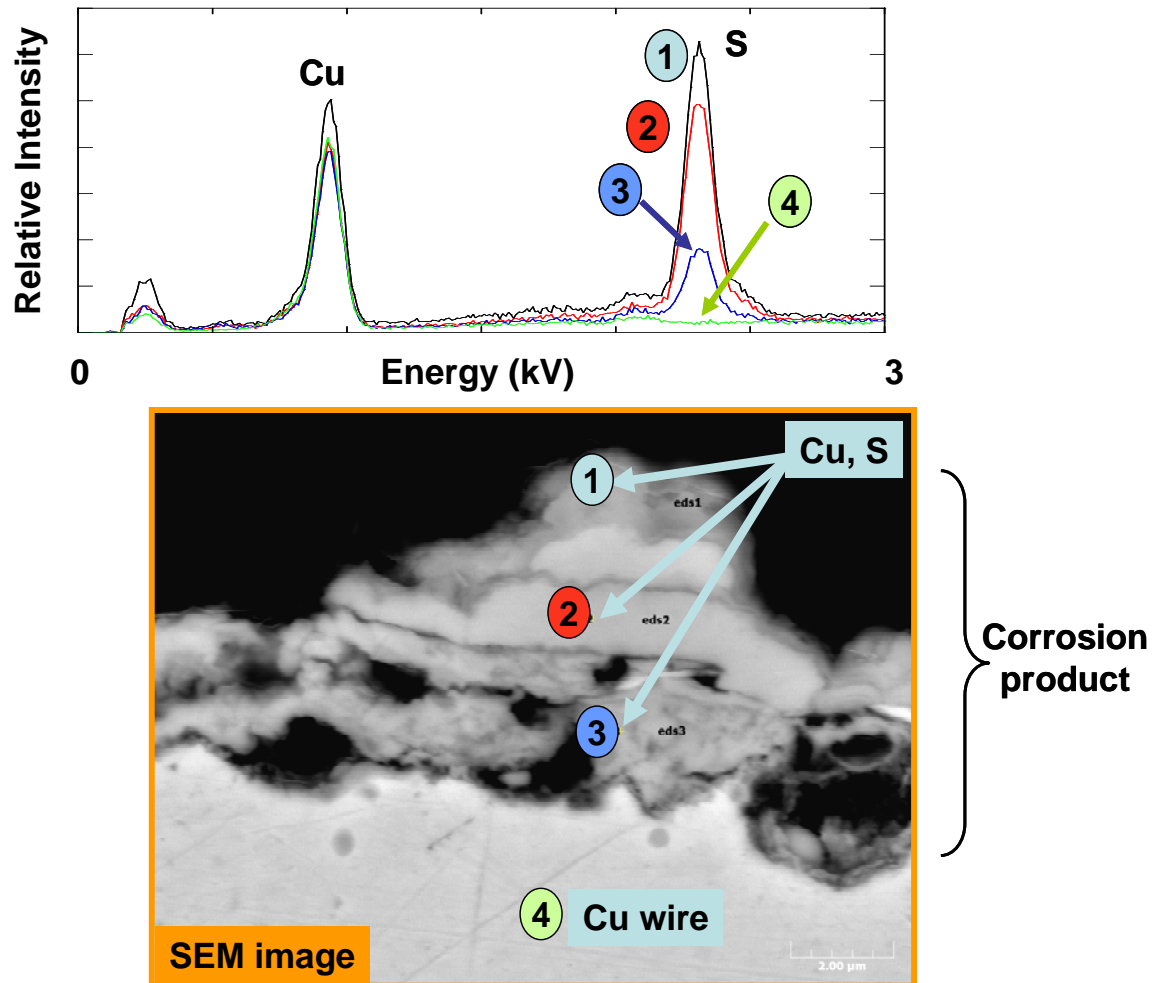 Relative Intensity
Cu
1
S
2
3
4
0
Energy (kV)
3
Cu, S
1
eds1
2
eds2
3
eds3
Corrosion
product
4
Cu wire
SEM image
2.00 µm